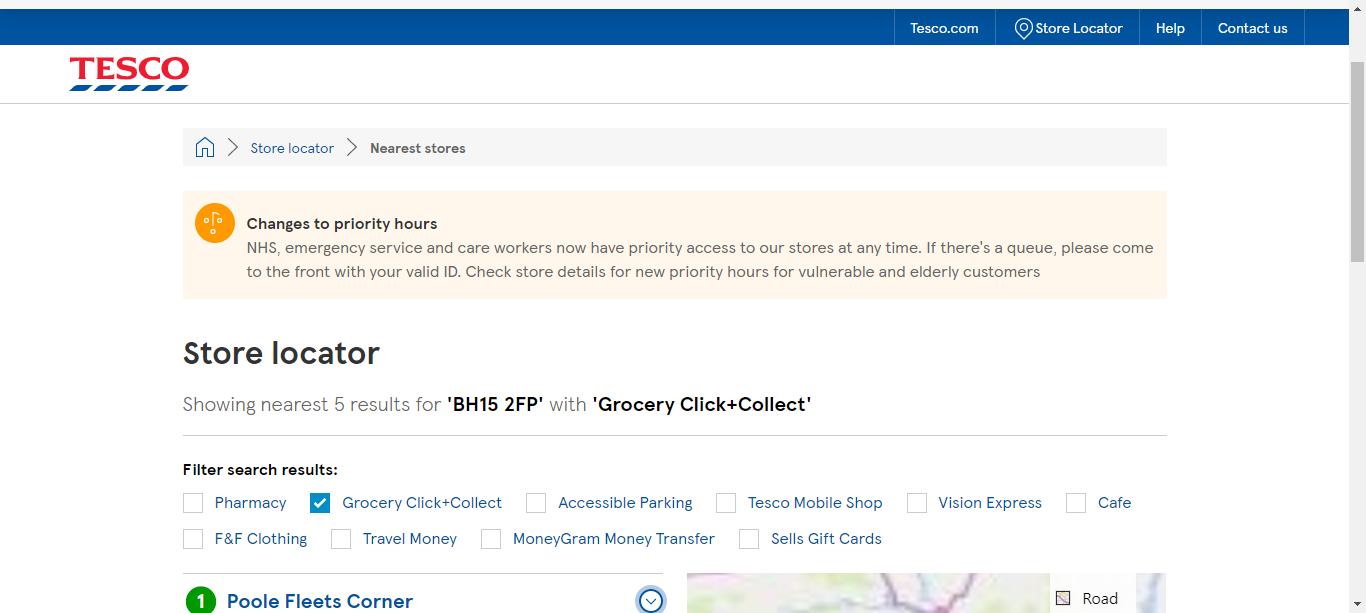 Tesco.com Store Locator Help Contact us
TESCO
Store locator Nearest stores
Changes to priority hours
NHS, emergency service and care workers now have priority access to our stores at any time. If there's a queue, please come
to the front with your valid ID. Check store details for new priority hours for vulnerable and elderly customers
Store locator
Showing nearest 5 results for 'BH15 2FP' with 'Grocery Click+Collect'
Filter search results:
Pharmacy Grocery Click+Collect Accessible Parking Tesco Mobile Shop Vision Express Cafe
F&F Clothing Travel Money MoneyGram Money Transfer Sells Gift Cards
1 Poole Fleets Corner
Road